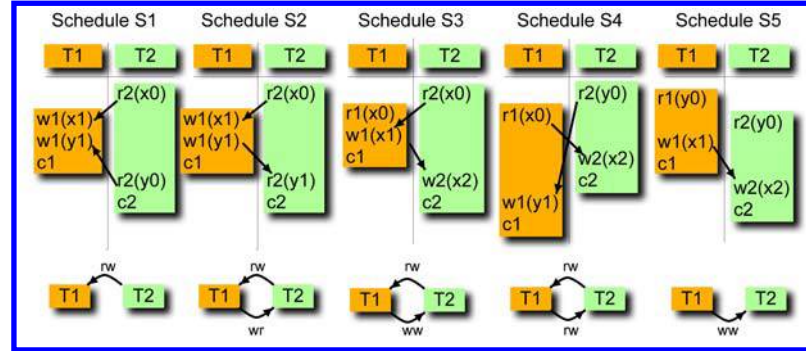 Schedule S1 Schedule S2 Schedule S3 Schedule S4 Schedule S5
T1 T2 T1 T2 T1 T2 T1 T2 T1 T2
r2(x0)
w1(x1)
w1(y1)
c1
r2(y0)
c2
r2(x0)
w1(x1)
w1(y1)
c1
r2(y1)
c2
r2(x0)
r1(x0)
w1(x1)
c1
w2(x2)
c2
r2(y0)
r1(x0)
w2(x2)
c2
w1(y1)
c1
r1(y0)
r2(y0)
w1(x1)
c1
w2(x2)
c2
rw
T1 T2
rw
T1 T2
wr
rw
T1 T2
ww
rw
T1 T2
rw
T1 T2
ww